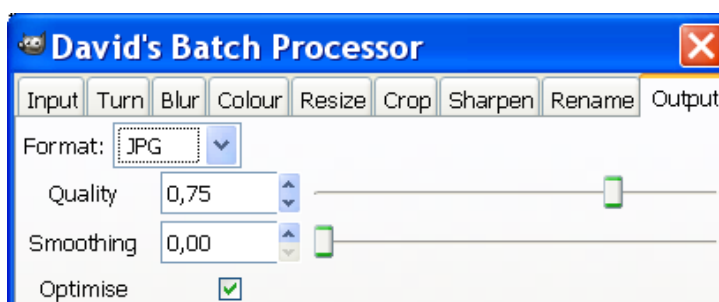 David's Batch Processor
Input Turn Blur Colour Resize Crop Sharpen Rename Output
Format: JPG
Quality 0,75
Smoothing 0,00
Optimise